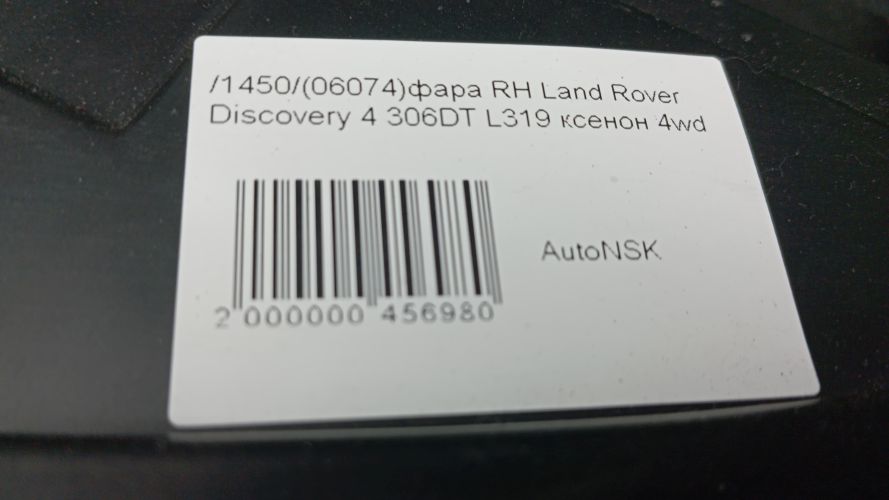 /1450/(06074)фара RH Land Rover
Discovery 4 306DT L319 ксенон 4wd
AutoNSK
2 000000 456980